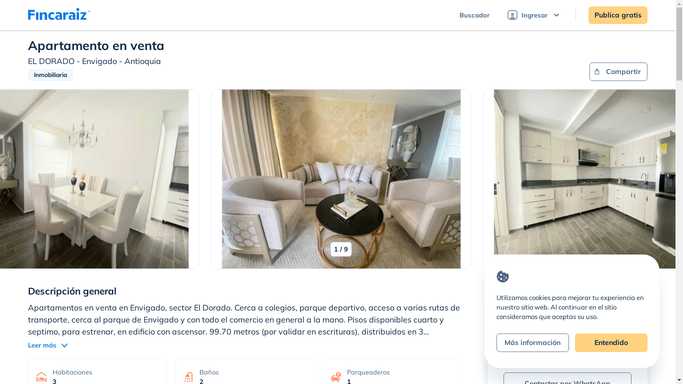 Fincaraiz
Buscador
Ingresar
Publica gratis
Apartamento en venta
EL DORADO - Envigado - Antioquia
Inmobiliaria
Compartir
1 / 9
Descripción general
Apartamentos en venta en Envigado, sector El Dorado. Cerca a colegios, parque deportivo, acceso a varias rutas de
transporte, cerca al parque de Envigado y con todo el comercio en general a la mano. Pisos disponibles cuarto y
septimo, para estrenar, en edificio con ascensor. 99.70 metros (por validar en escrituras), distribuidos en 3...
Leer más
Habitaciones
3
Baños
2
Parqueaderos
1
Utilizamos cookies para mejorar tu experiencia en
nuestro sitio web. Al continuar en el sitio
consideramos que aceptas su uso.
Más información
Entendido
Contactar por WhatsApp